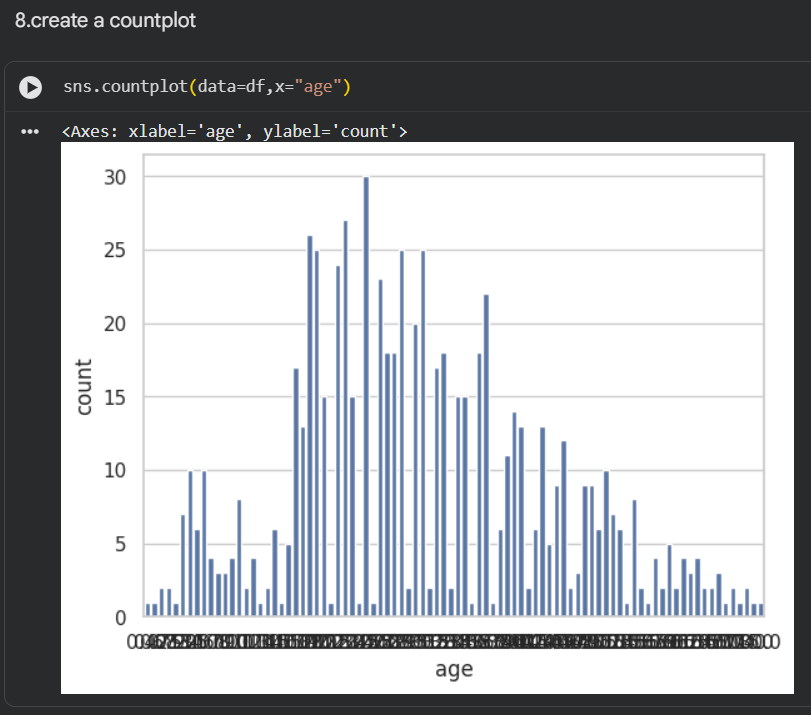 8.create a countplot
sns.countplot(data=df,x="age")
<Axes: xlabel='age', ylabel='count'>
30
25
20
15
10
5
0
count
age